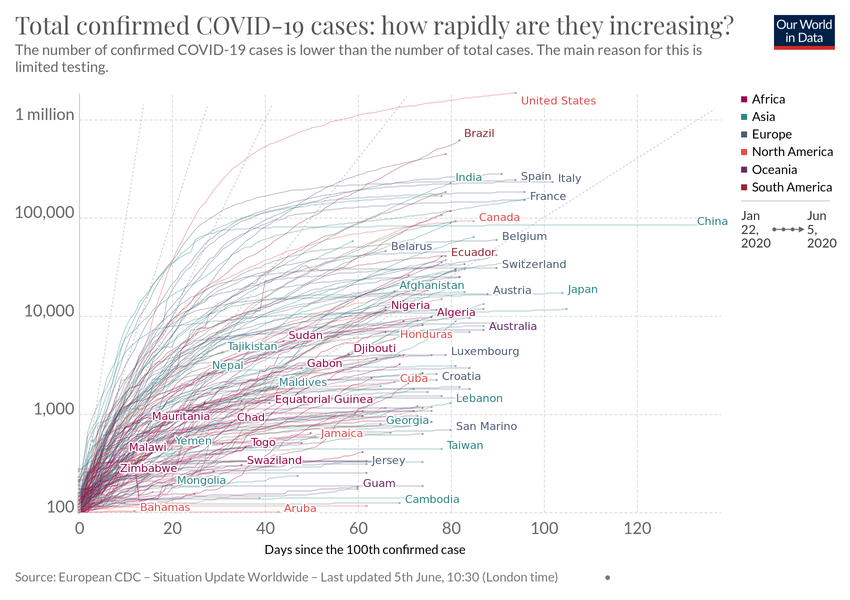 Total confirmed COVID-19 cases: how rapidly are they increasing?
The number of confirmed COVID-19 cases is lower than the number of total cases. The main reason for this is
limited testing.
Our World
in Data
1 million
100,000
10,000
1,000
100
0 20 40 60 80 100 120
Days since the 100th confirmed case
United States
Brazil
India
Spain
Italy
France
Canada
China
Belarus
Belgium
Ecuador
Switzerland
Afghanistan
Austria
Japan
Nigeria
Algeria
Australia
Sudan
Honduras
Tajikistan
Djibouti
Luxembourg
Nepal
Gabon
Maldives
Cuba
Croatia
Equatorial Guinea
Lebanon
Mauritania
Chad
Georgia
San Marino
Jamaica
Yemen
Togo
Malawi
Taiwan
Swaziland
Jersey
Zimbabwe
Mongolia
Guam
Cambodia
Bahamas
Aruba
Africa
Asia
Europe
North America
Oceania
South America
Jan
22,
2020
Jun
5,
2020
Source: European CDC – Situation Update Worldwide – Last updated 5th June, 10:30 (London time)